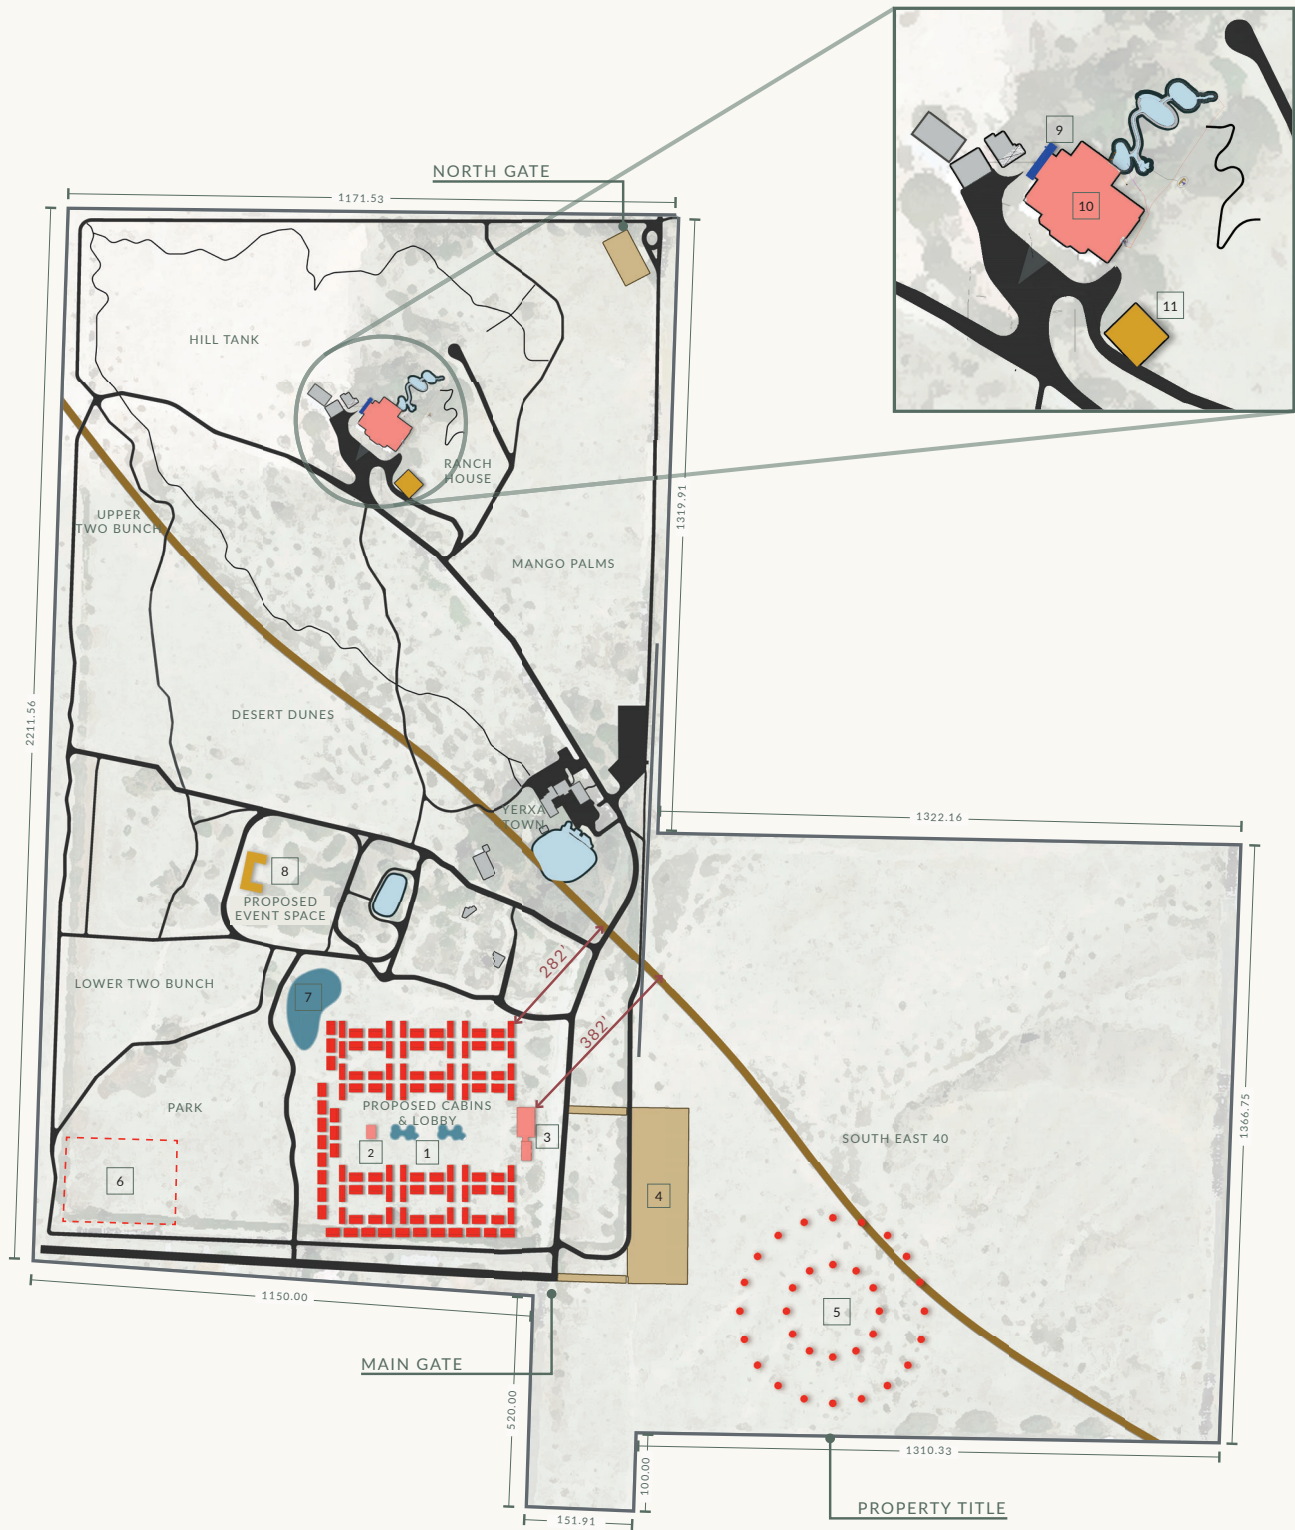 9
10
11
NORTH GATE
1171.53
HILL TANK
RANCH
HOUSE
1319.91
UPPER
TWO BUNCH
MANGO PALMS
2211.56
DESERT DUNES
YERXA
TOWN
1322.16
8
PROPOSED
EVENT SPACE
282'
LOWER TWO BUNCH
7
382'
PARK
PROPOSED CABINS
& LOBBY
1366.75
SOUTH EAST 40
3
2
1
6
4
1150.00
5
MAIN GATE
520.00
1310.33
100.00
PROPERTY TITLE
151.91